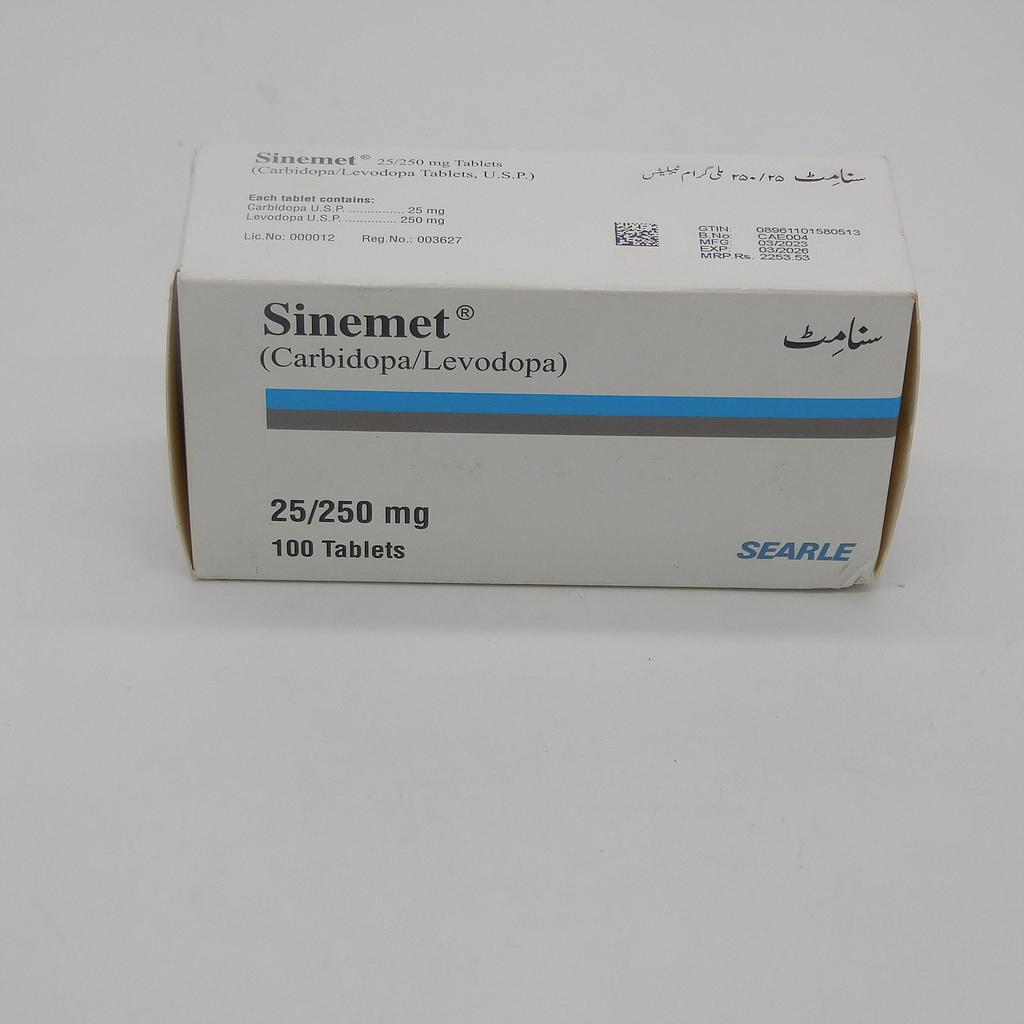 Sinemet® 25/250 mg Tablets
(Carbidopa/Levodopa Tablets, U.S.P.)
سنامِٹ ۲۵۰/۲۵ ملی گرام ٹیبلیٹس
Each tablet contains:
Carbidopa U.S.P. ................ 25 mg
Levodopa U.S.P. .............. 250 mg
Lic.No: 000012 Reg.No.: 003627
GTIN: 08961101580513
B.No: CAE004
MFG: 03/2023
EXP: 03/2026
MRP.Rs. 2253.53
Sinemet®
(Carbidopa/Levodopa)
سنامِٹ
25/250 mg
100 Tablets
SEARLE